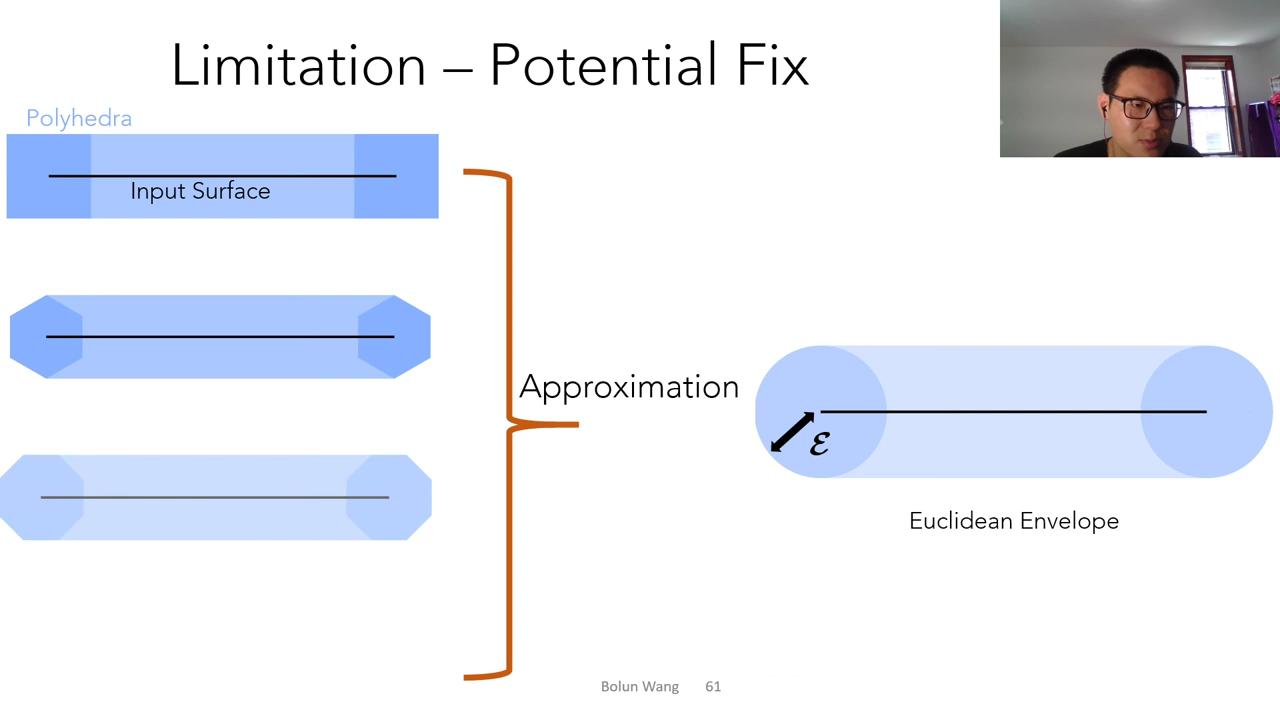 Limitation – Potential Fix
Polyhedra
Input Surface
Approximation
ε
Euclidean Envelope
Bolun Wang 61